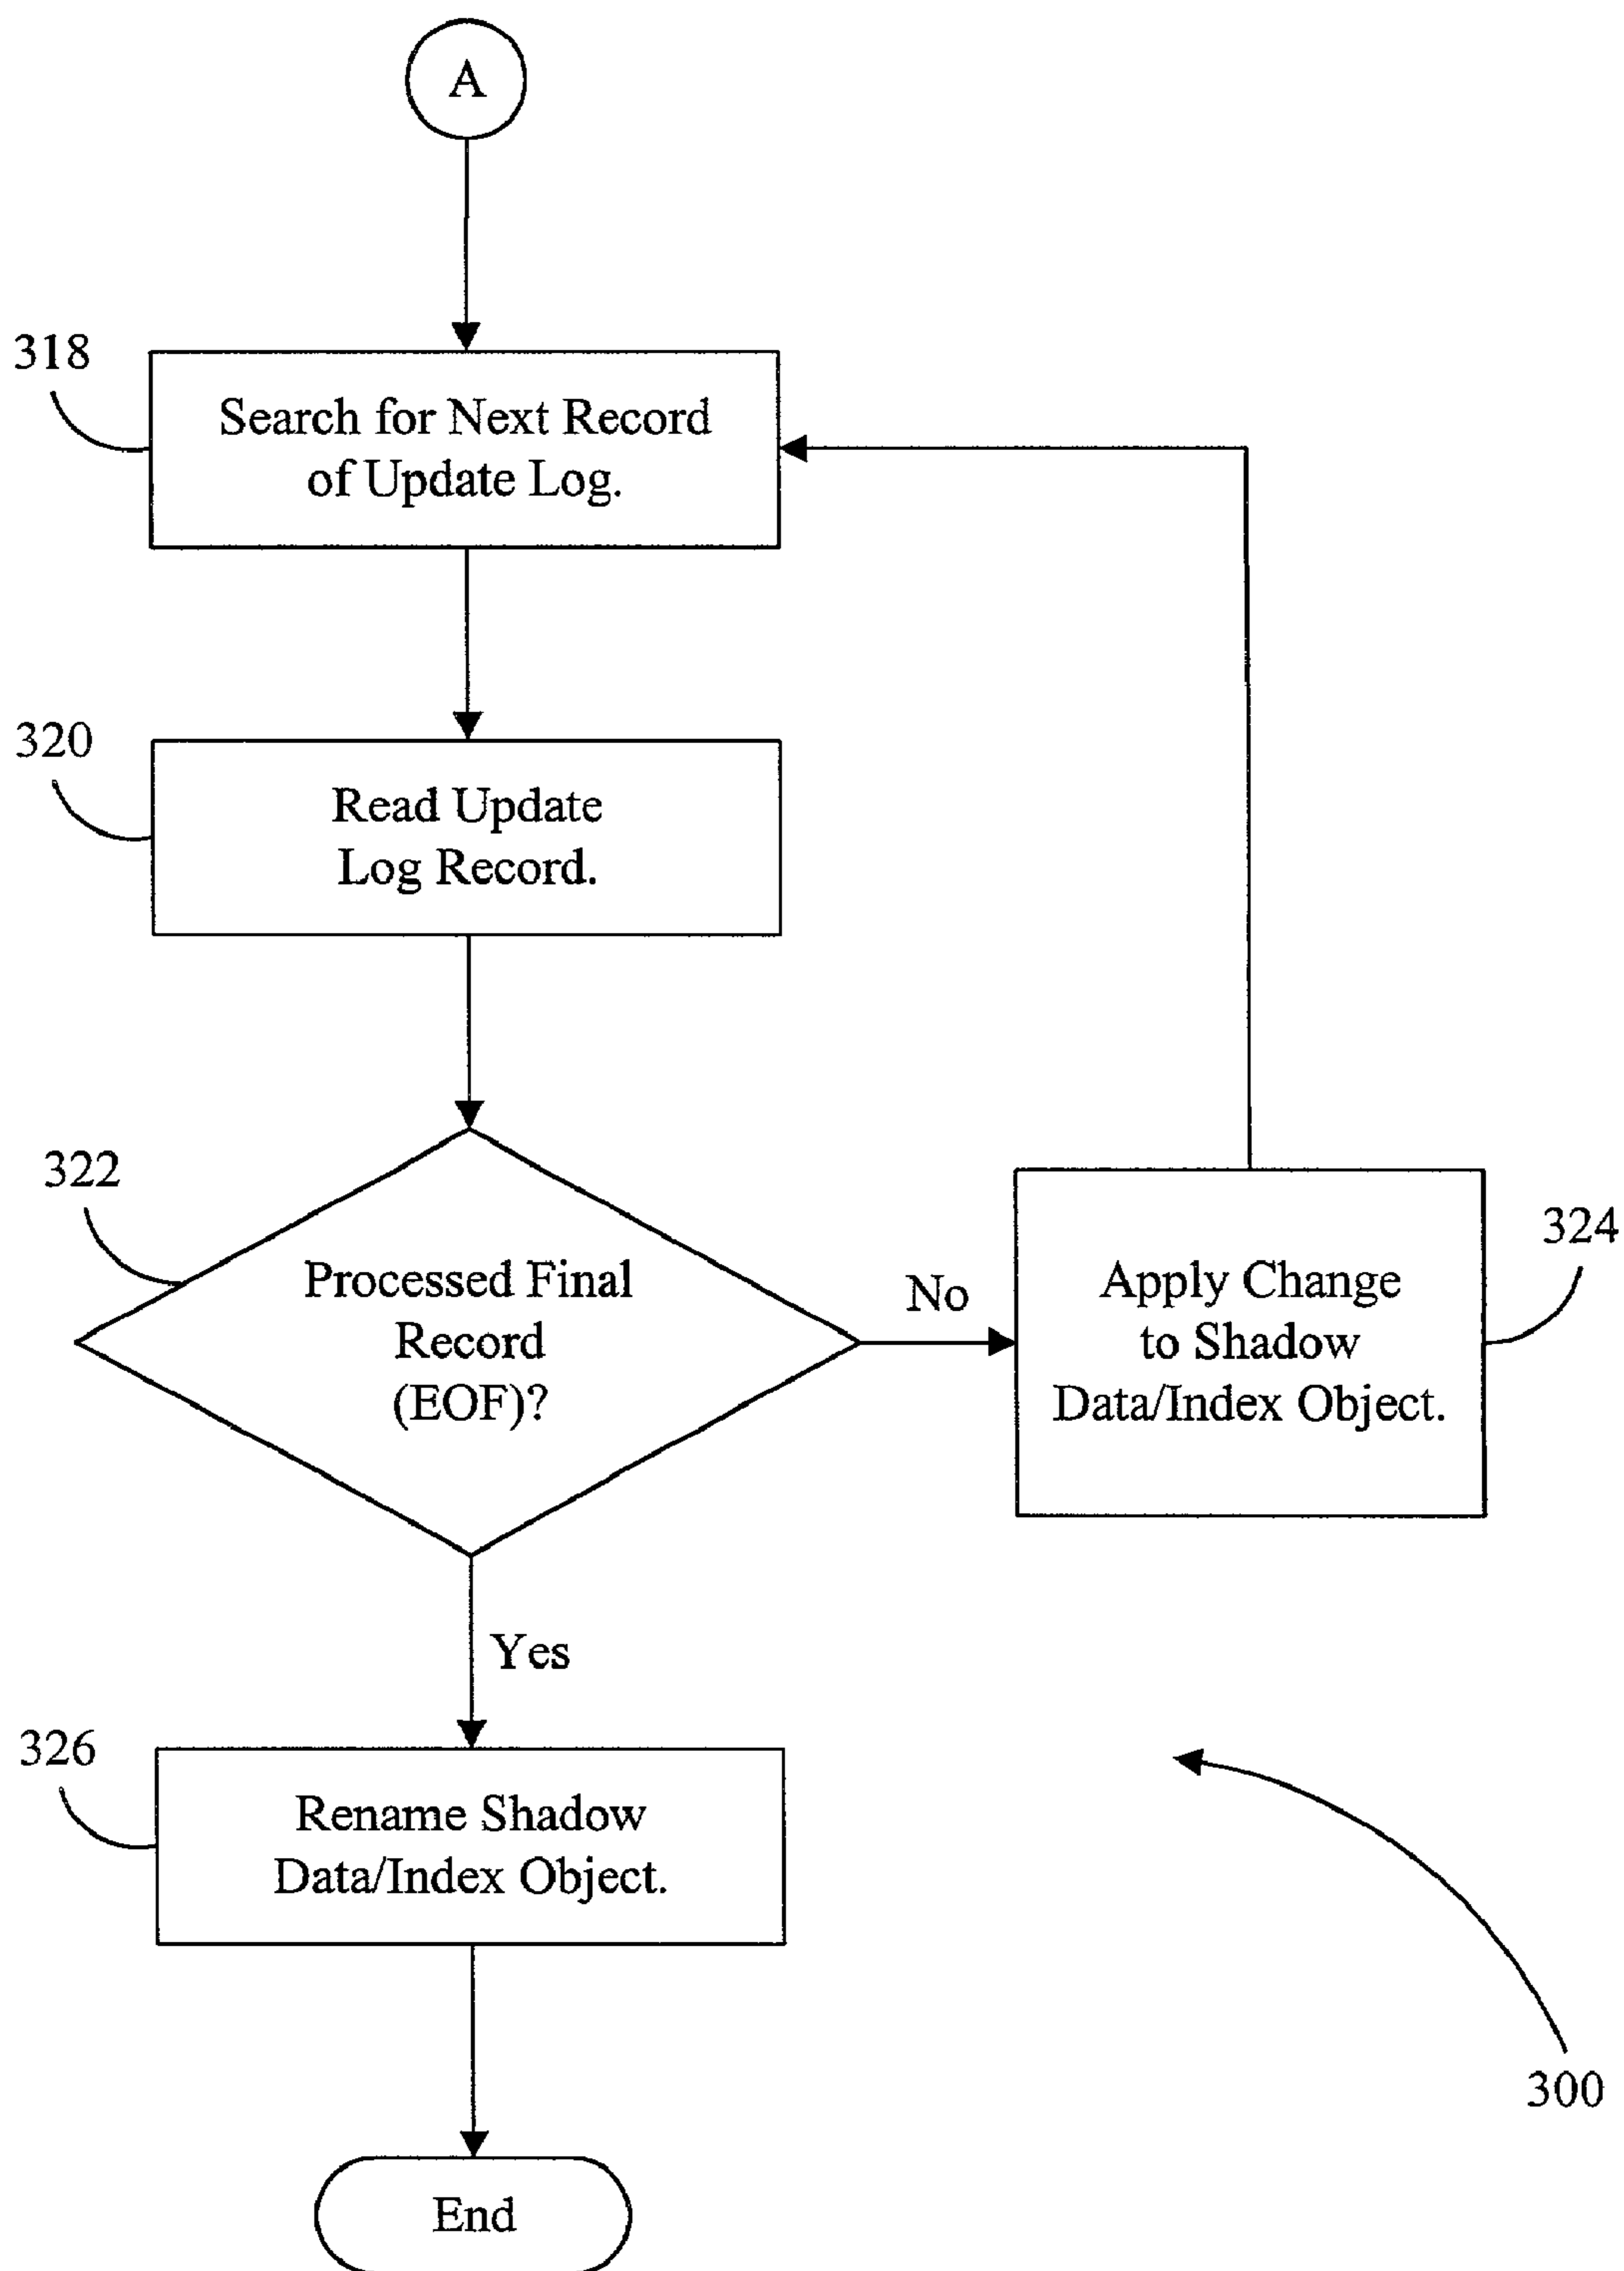 A
318
Search for Next Record
of Update Log.
320
Read Update
Log Record.
322
Processed Final
Record
(EOF)?
No
324
Apply Change
to Shadow
Data/Index Object.
Yes
326
Rename Shadow
Data/Index Object.
300
End